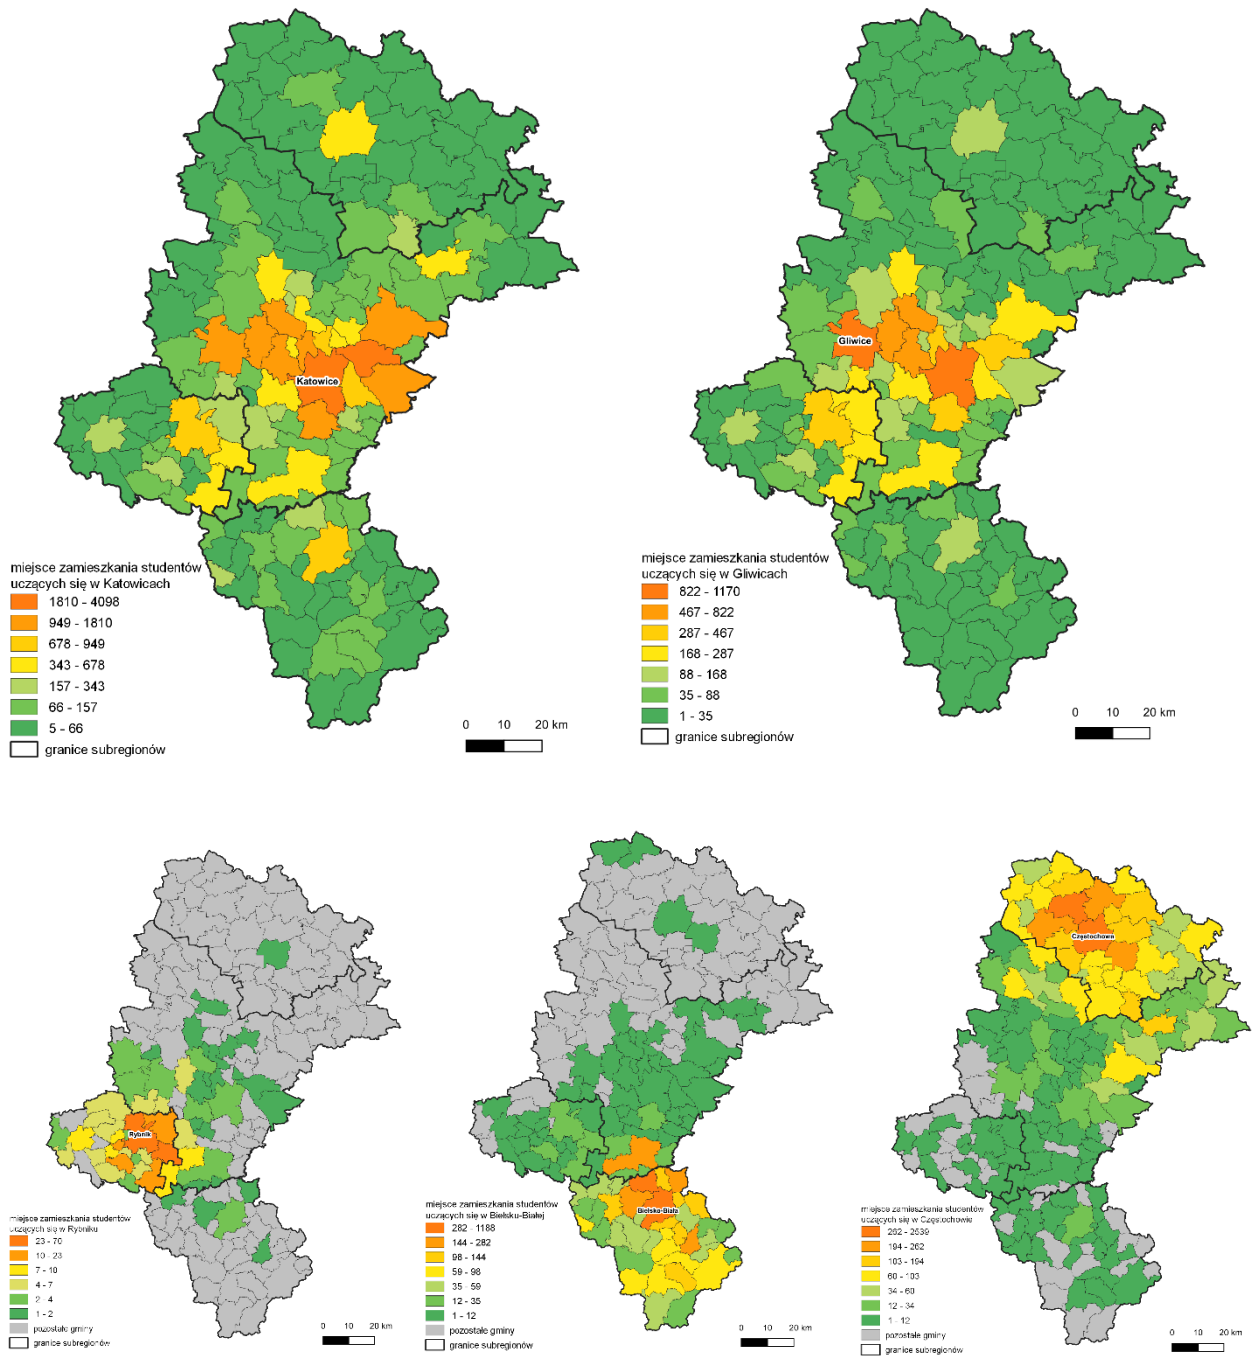 Katowice
miejsce zamieszkania studentów
uczących się w Katowicach
1810 - 4098
949 - 1810
678 - 949
343 - 678
157 - 343
66 - 157
5 - 66
granice subregionów
0 10 20 km
Gliwice
miejsce zamieszkania studentów
uczących się w Gliwicach
822 - 1170
467 - 822
287 - 467
168 - 287
88 - 168
35 - 88
1 - 35
granice subregionów
0 10 20 km
Rybnik
miejsce zamieszkania studentów
uczących się w Rybniku
23 - 70
10 - 23
7 - 10
4 - 7
2 - 4
1 - 2
pozostałe gminy
granice subregionów
0 10 20 km
Bielsko-Biała
miejsce zamieszkania studentów
uczących się w Bielsku-Białej
282 - 1188
144 - 282
98 - 144
59 - 98
35 - 59
12 - 35
1 - 12
pozostałe gminy
granice subregionów
0 10 20 km
Częstochowa
miejsce zamieszkania studentów
uczących się w Częstochowie
262 - 2539
194 - 262
103 - 194
60 - 103
34 - 60
12 - 34
1 - 12
pozostałe gminy
granice subregionów
0 10 20 km